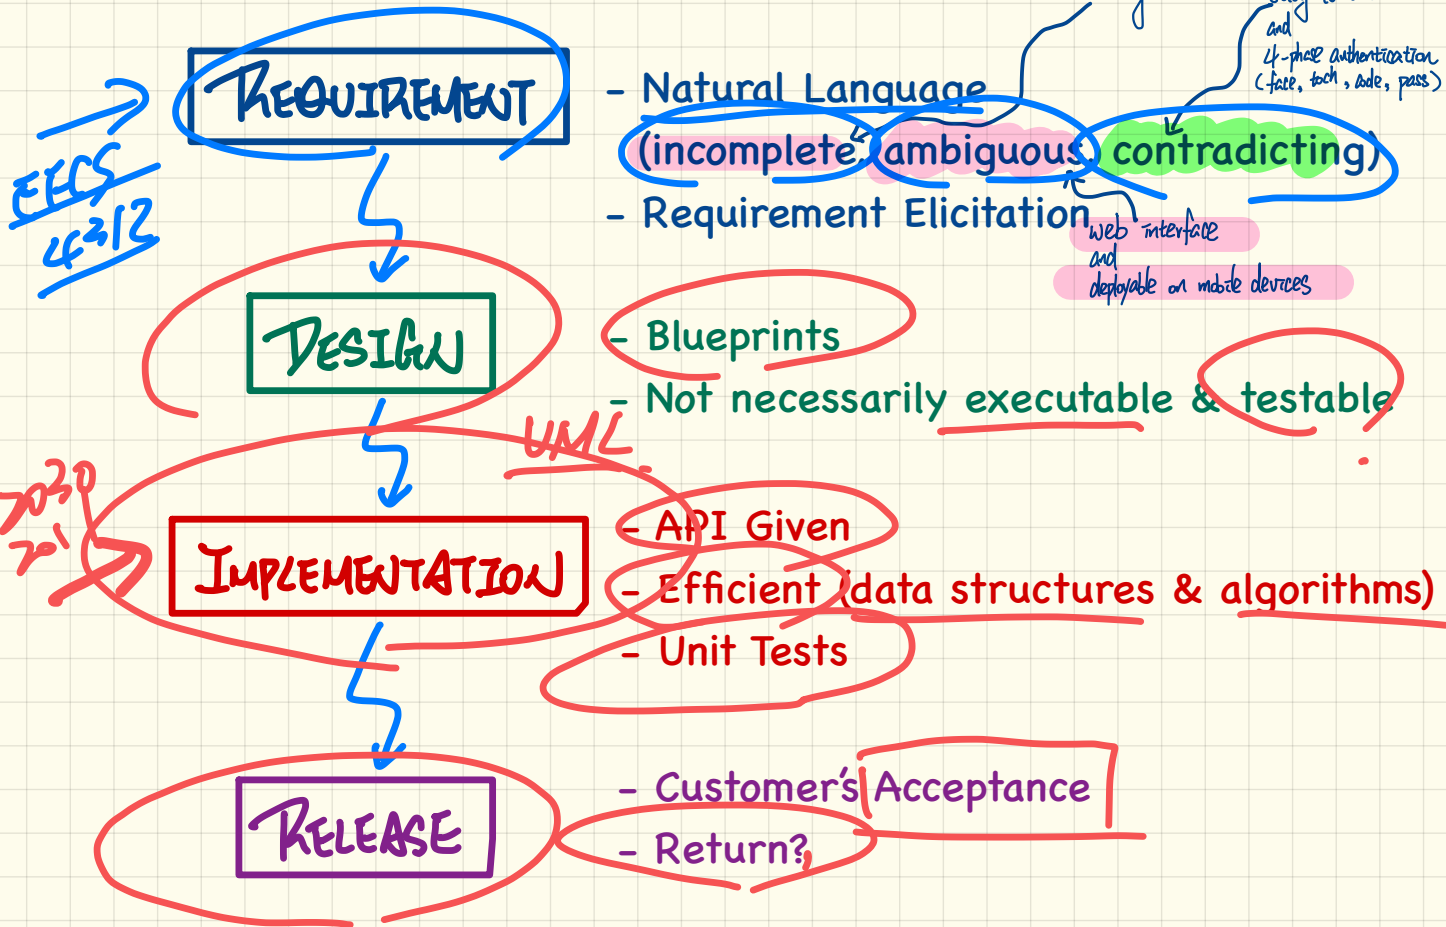 and
4-phase authentication
(face, toch, code, pass)
REQUIREMENT
- Natural Language
(incomplete, ambiguous, contradicting)
- Requirement Elicitation
EECS
4312
web interface
and
deployable on mobile devices
DESIGN
- Blueprints
- Not necessarily executable & testable
UML
2030
201
IMPLEMENTATION
- API Given
- Efficient (data structures & algorithms)
- Unit Tests
RELEASE
- Customer's Acceptance
- Return?